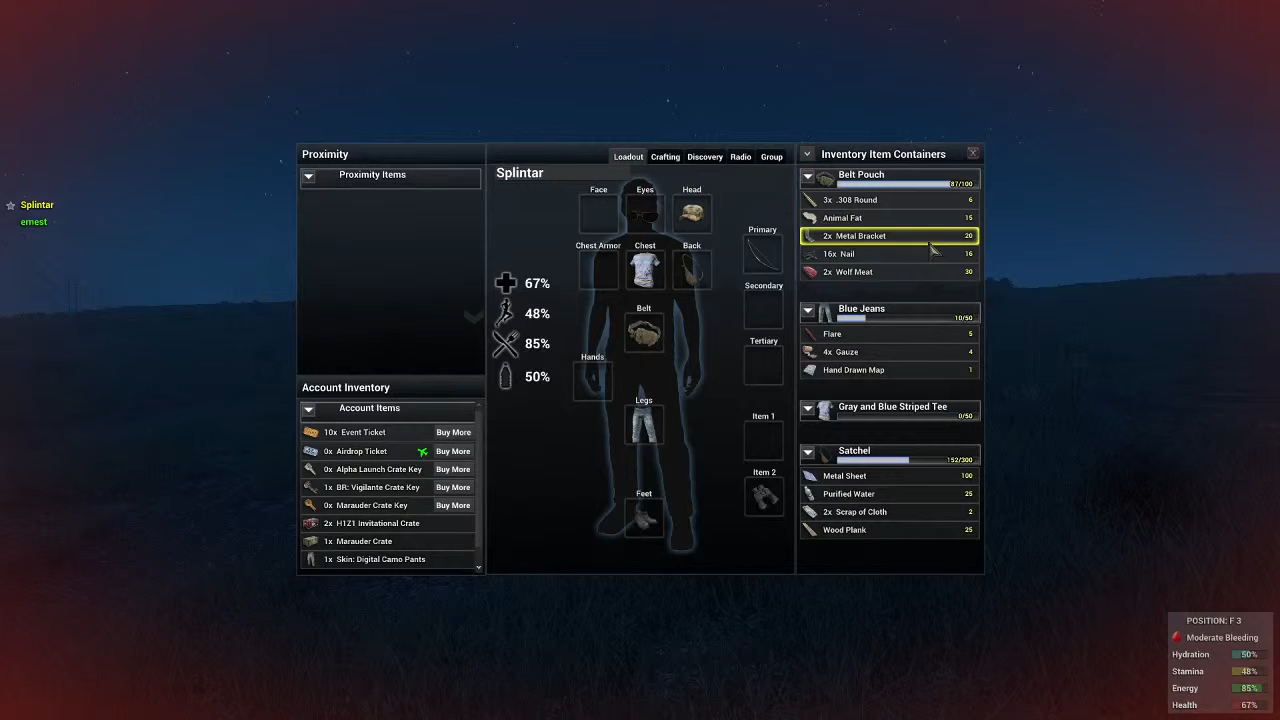 Splintar
ernest
Proximity
Proximity Items
Account Inventory
Account Items
10x Event Ticket Buy More
0x Airdrop Ticket Buy More
0x Alpha Launch Crate Key Buy More
1x BR: Vigilante Crate Key Buy More
0x Marauder Crate Key Buy More
2x H1Z1 Invitational Crate
1x Marauder Crate
1x Skin: Digital Camo Pants
Loadout Crafting Discovery Radio Group
Splintar
Face Eyes Head
Chest Armor Chest Back
Belt
Hands
Legs
Feet
67%
48%
85%
50%
Primary
Secondary
Tertiary
Item 1
Item 2
Inventory Item Containers
Belt Pouch
87/100
3x .308 Round 6
Animal Fat 15
2x Metal Bracket 20
16x Nail 16
2x Wolf Meat 30
Blue Jeans
10/50
Flare 5
4x Gauze 4
Hand Drawn Map 1
Gray and Blue Striped Tee
0/50
Satchel
152/300
Metal Sheet 100
Purified Water 25
2x Scrap of Cloth 2
Wood Plank 25
POSITION: F 3
Moderate Bleeding
Hydration 50%
Stamina 48%
Energy 85%
Health 67%